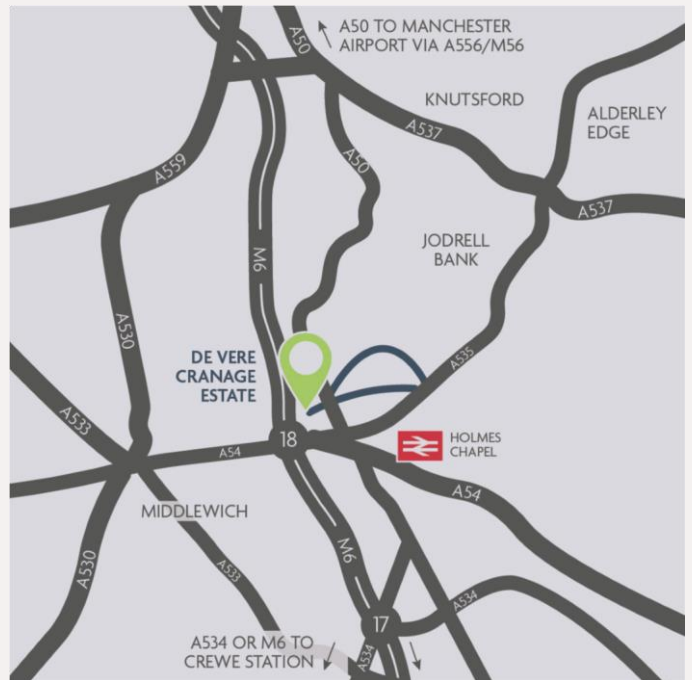 A50 TO MANCHESTER
AIRPORT VIA A556/M56
A50
KNUTSFORD
ALDERLEY
EDGE
A537
A50
A559
A537
JODRELL
BANK
M6
A530
DE VERE
CRANAGE
ESTATE
A535
A533
18
HOLMES
CHAPEL
A54
A54
MIDDLEWICH
M6
A530
A533
A534
17
A534 OR M6 TO
CREWE STATION
A534